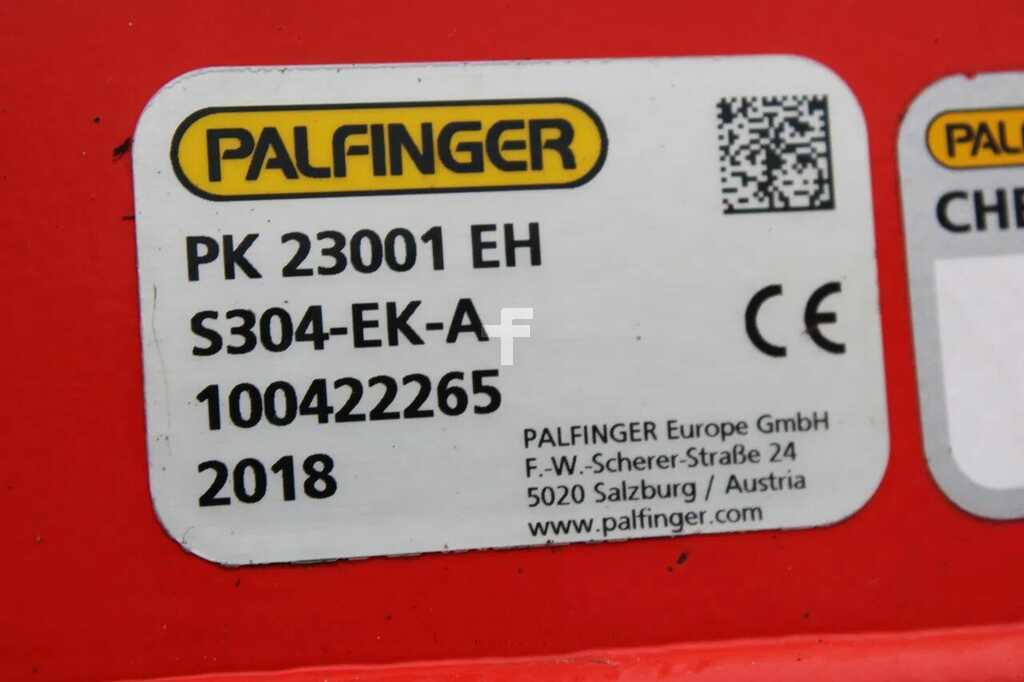 PALFINGER
PK 23001 EH
S304-EK-A
100422265
2018
CE
PALFINGER Europe GmbH
F.-W.-Scherer-Straße 24
5020 Salzburg / Austria
www.palfinger.com